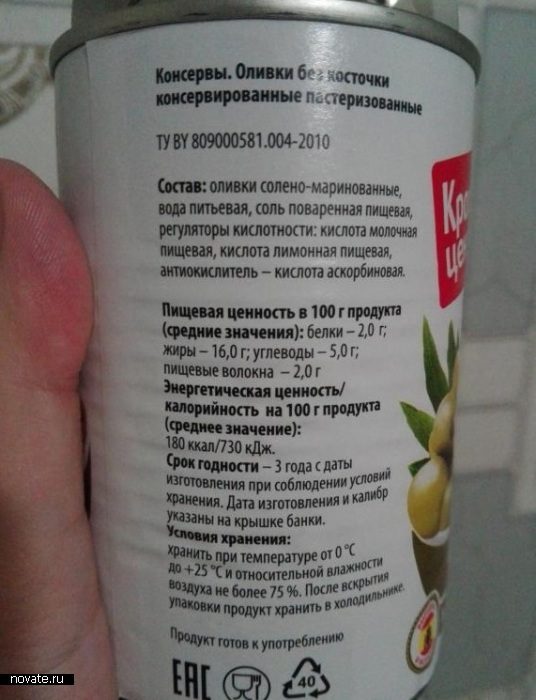 Консервы. Оливки без косточки
консервированные пастеризованные
ТУ BY 809000581.004-2010
Состав: оливки солено-маринованные,
вода питьевая, соль поваренная пищевая,
регуляторы кислотности: кислота молочная
пищевая, кислота лимонная пищевая,
антиокислитель – кислота аскорбиновая.
Пищевая ценность в 100 г продукта
(средние значения): белки – 2,0 г;
жиры – 16,0 г; углеводы – 5,0 г;
пищевые волокна – 2,0 г
Энергетическая ценность/
калорийность на 100 г продукта
(среднее значение):
180 ккал/730 кДж.
Срок годности – 3 года с даты
изготовления при соблюдении условий
хранения. Дата изготовления и калибр
указаны на крышке банки.
Условия хранения:
хранить при температуре от 0 °С
до +25 °С и относительной влажности
воздуха не более 75 %. После вскрытия
упаковки продукт хранить в холодильнике.
Продукт готов к употреблению
EAC
40
novate.ru